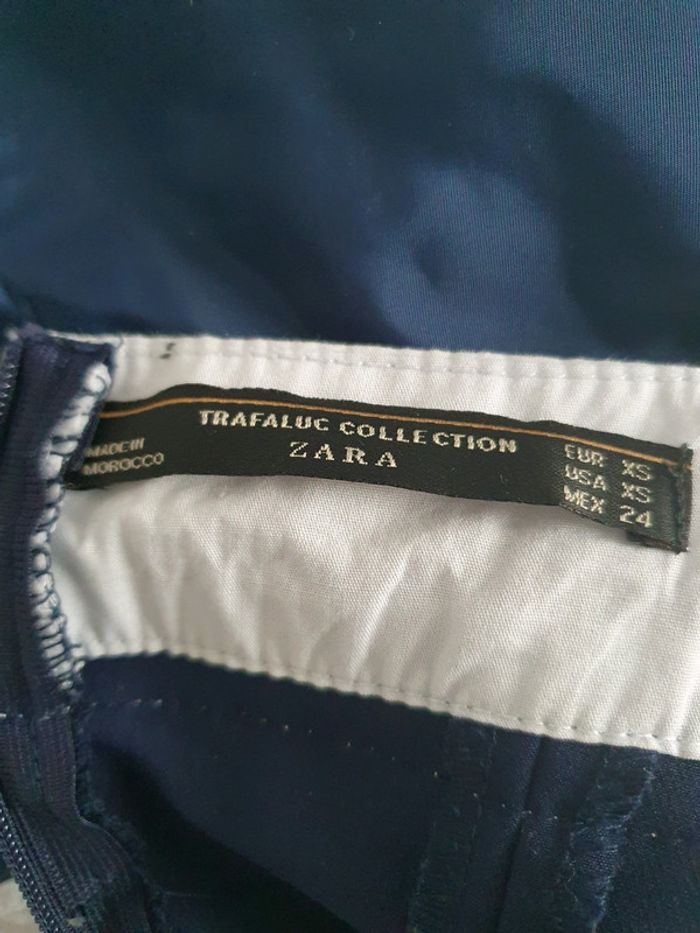 TRAFALUC COLLECTION
ZARA
MADE IN
MOROCCO
EUR XS
USA XS
MEX 24